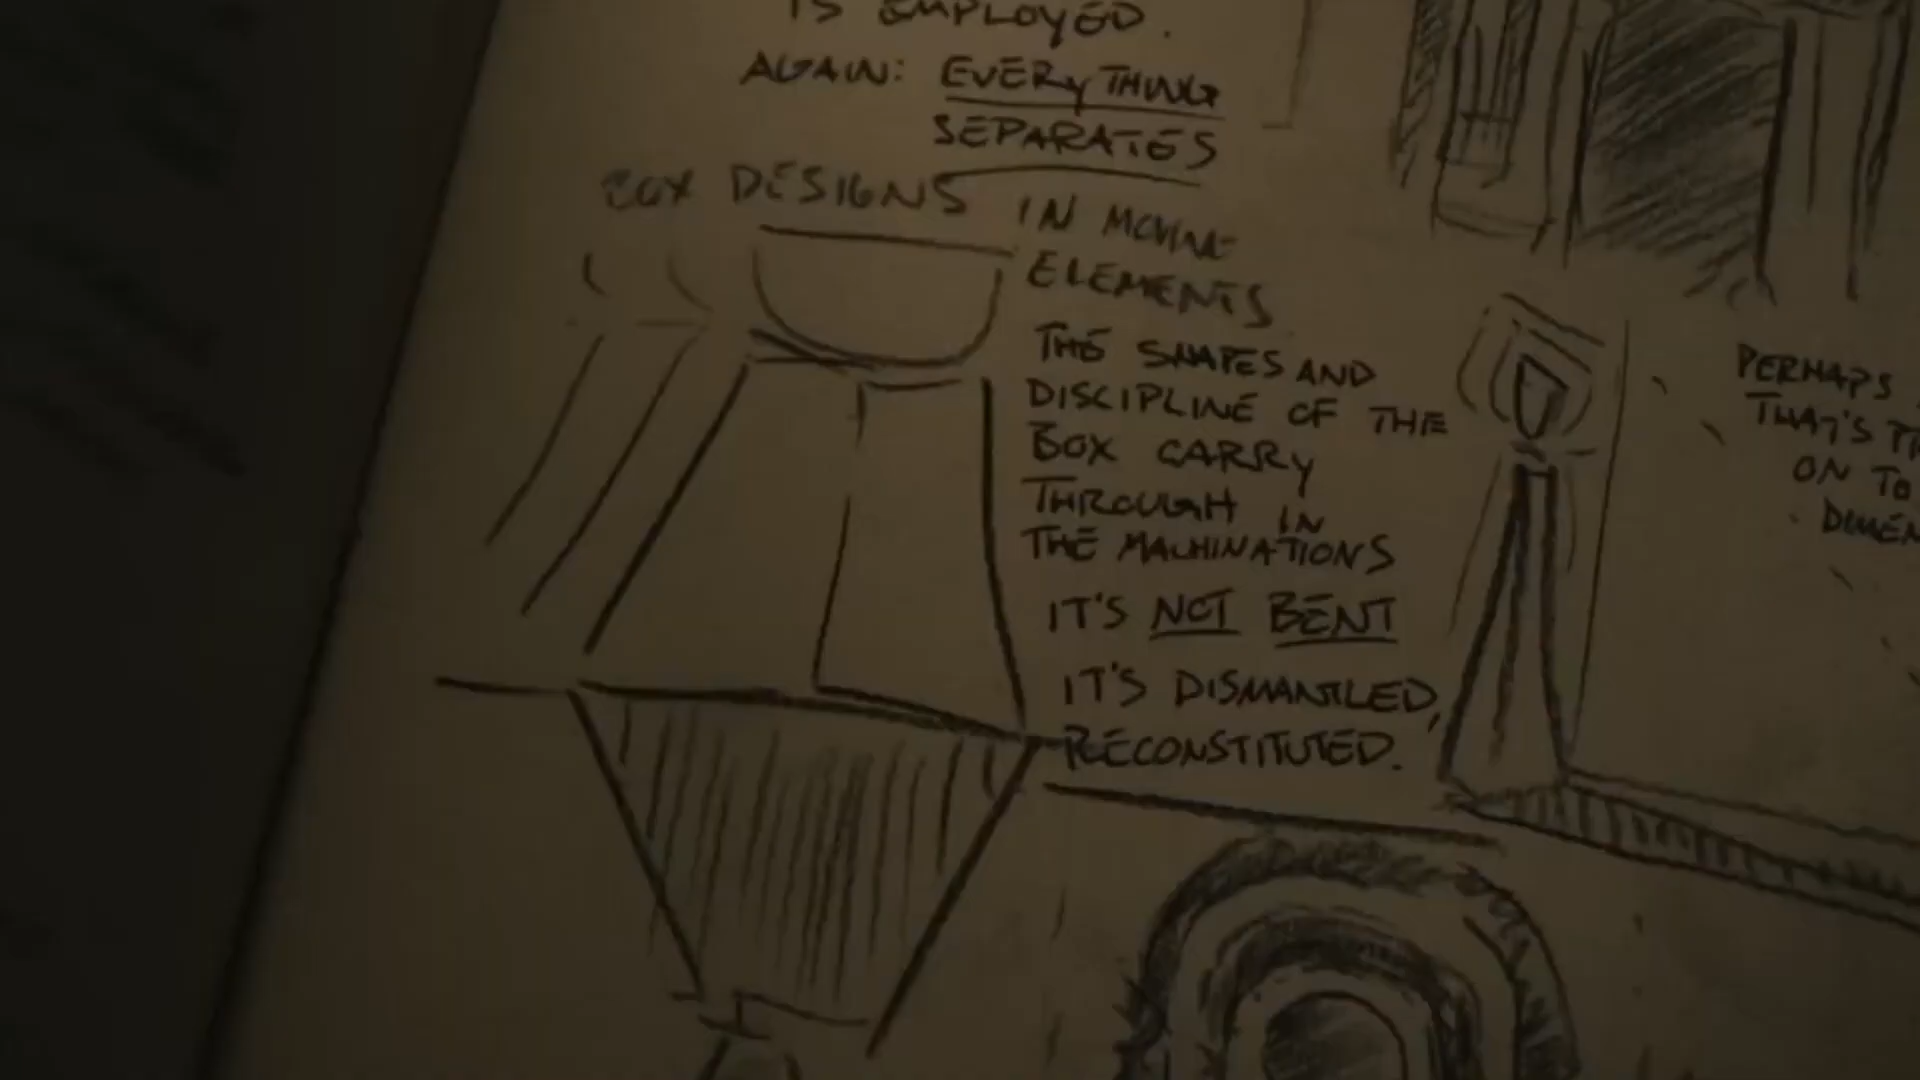 IS EMPLOYED.
AGAIN: EVERYTHING
SEPARATES
BOX DESIGNS IN MOVING
ELEMENTS
THE SHAPES AND
DISCIPLINE OF THE
BOX CARRY
THROUGH IN
THE MACHINATIONS
IT'S NOT BENT
IT'S DISMANTLED,
RECONSTITUTED.
PERHAPS
THAT'S
ON TO